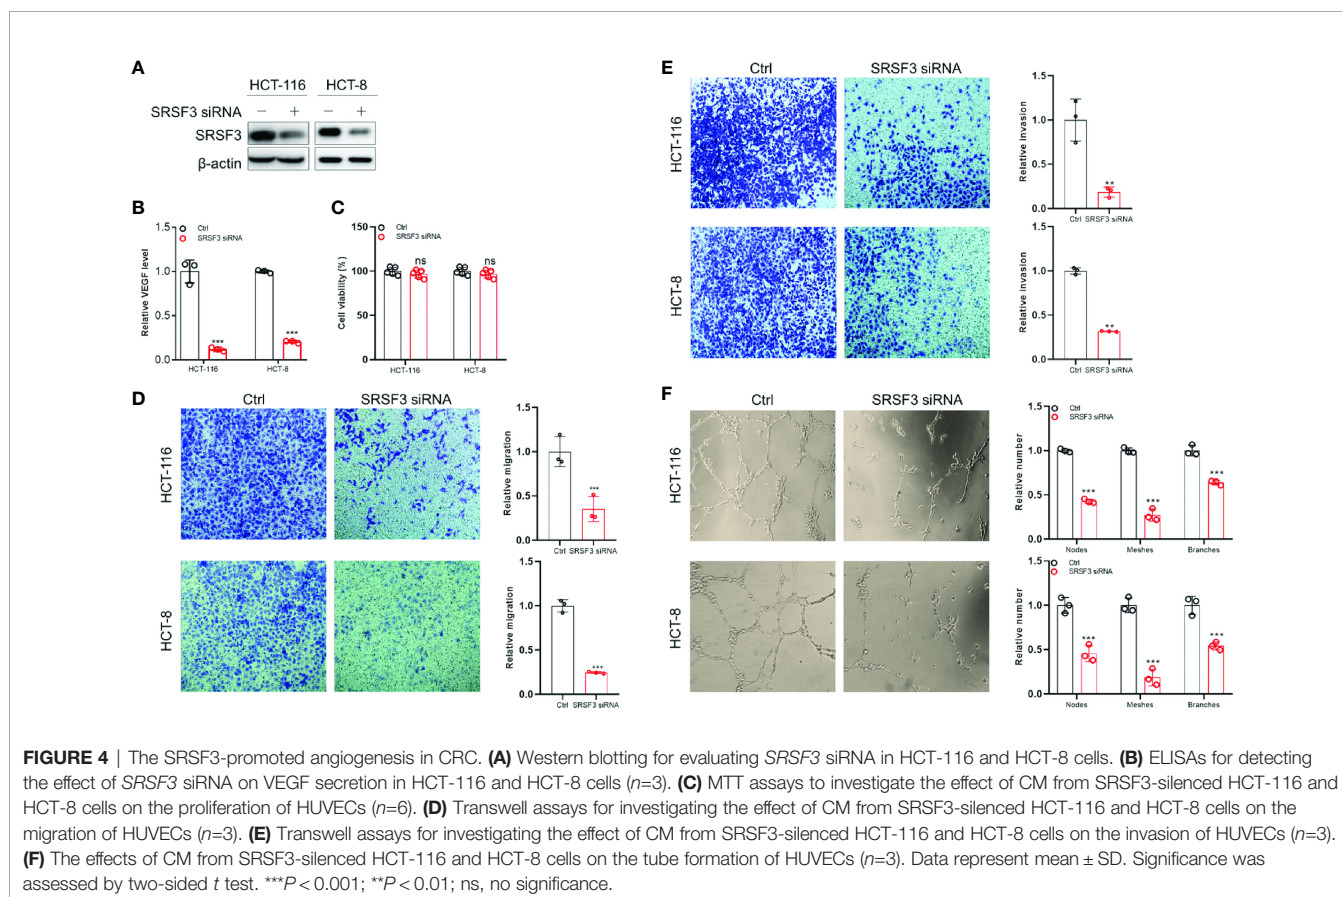 A
HCT-116 HCT-8
SRSF3 siRNA − + − +
SRSF3
β-actin
B
Ctrl
SRSF3 siRNA
Relative VEGF level
1.5
1.0
0.5
0.0
***
***
HCT-116 HCT-8
C
Ctrl
SRSF3 siRNA
Cell viability (%)
150
100
50
0
ns
ns
HCT-116 HCT-8
D
Ctrl SRSF3 siRNA
HCT-116
Relative migration
1.5
1.0
0.5
0.0
***
Ctrl SRSF3 siRNA
HCT-8
Relative migration
1.5
1.0
0.5
0.0
***
Ctrl SRSF3 siRNA
E
Ctrl SRSF3 siRNA
HCT-116
Relative invasion
1.5
1.0
0.5
0.0
**
Ctrl SRSF3 siRNA
HCT-8
Relative invasion
1.5
1.0
0.5
0.0
**
Ctrl SRSF3 siRNA
F
Ctrl SRSF3 siRNA
HCT-116
Relative number
1.5
1.0
0.5
0.0
Ctrl
SRSF3 siRNA
***
***
***
Nodes Meshes Branches
HCT-8
Relative number
1.5
1.0
0.5
0.0
Ctrl
SRSF3 siRNA
***
***
***
Nodes Meshes Branches
FIGURE 4 | The SRSF3-promoted angiogenesis in CRC. (A) Western blotting for evaluating SRSF3 siRNA in HCT-116 and HCT-8 cells. (B) ELISAs for detecting
the effect of SRSF3 siRNA on VEGF secretion in HCT-116 and HCT-8 cells (n=3). (C) MTT assays to investigate the effect of CM from SRSF3-silenced HCT-116 and
HCT-8 cells on the proliferation of HUVECs (n=6). (D) Transwell assays for investigating the effect of CM from SRSF3-silenced HCT-116 and HCT-8 cells on the
migration of HUVECs (n=3). (E) Transwell assays for investigating the effect of CM from SRSF3-silenced HCT-116 and HCT-8 cells on the invasion of HUVECs (n=3).
(F) The effects of CM from SRSF3-silenced HCT-116 and HCT-8 cells on the tube formation of HUVECs (n=3). Data represent mean ± SD. Significance was
assessed by two-sided t test. ***P < 0.001; **P < 0.01; ns, no significance.